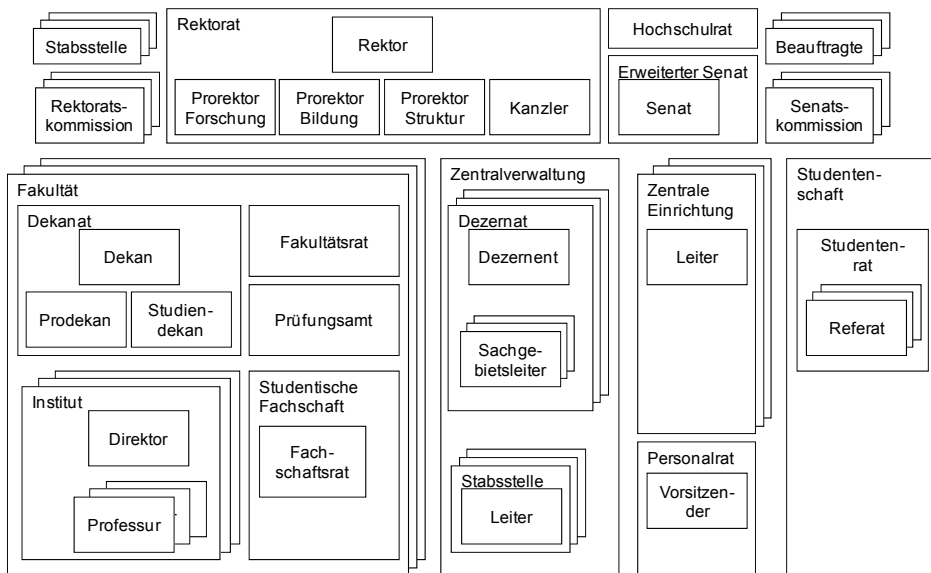 Stabsstelle
Rektorats-
kommission
Rektorat
Rektor
Prorektor
Forschung
Prorektor
Bildung
Prorektor
Struktur
Kanzler
Hochschulrat
Erweiterter Senat
Senat
Beauftragte
Senats-
kommission
Fakultät
Dekanat
Dekan
Prodekan
Studien-
dekan
Fakultätsrat
Prüfungsamt
Institut
Direktor
Professur
Studentische
Fachschaft
Fach-
schaftsrat
Zentralverwaltung
Dezernat
Dezernent
Sachge-
bietsleiter
Stabsstelle
Leiter
Zentrale
Einrichtung
Leiter
Personalrat
Vorsitzen-
der
Studenten-
schaft
Studenten-
rat
Referat